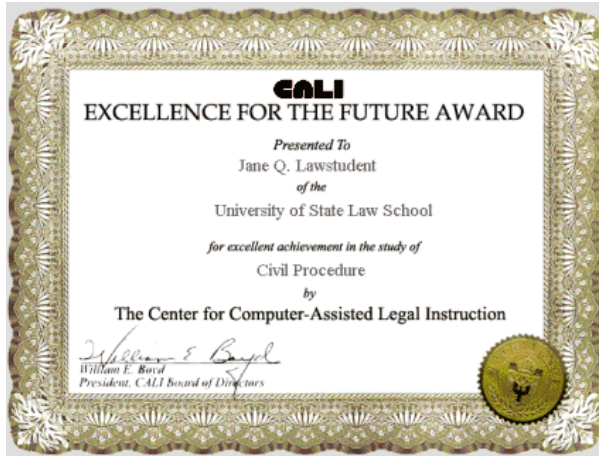 CALI
EXCELLENCE FOR THE FUTURE AWARD
Presented To
Jane Q. Lawstudent
of the
University of State Law School
for excellent achievement in the study of
Civil Procedure
by
The Center for Computer-Assisted Legal Instruction
William E Boyd
William E. Boyd
President, CALI Board of Directors